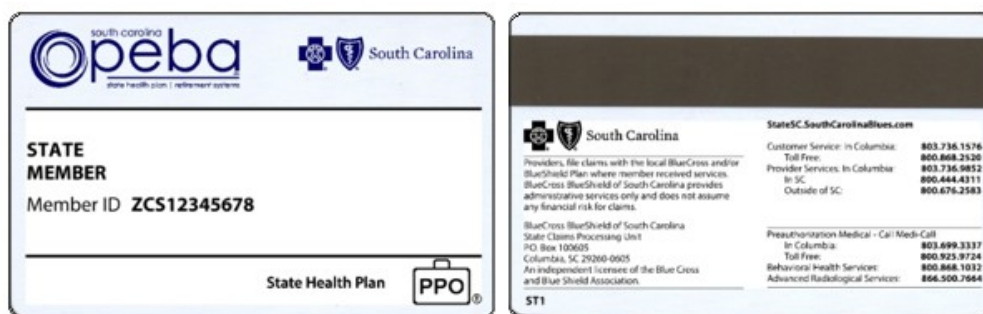 south carolina
peba
state health plan | retirement systems
South Carolina
STATE
MEMBER
Member ID ZCS12345678
State Health Plan
PPO®
South Carolina
Providers, file claims with the local BlueCross and/or
BlueShield Plan where member received services.
BlueCross BlueShield of South Carolina provides
administrative services only and does not assume
any financial risk for claims.
BlueCross BlueShield of South Carolina
State Claims Processing Unit
P.O. Box 100605
Columbia, SC 29260-0605
An independent licensee of the Blue Cross
and Blue Shield Association.
ST1
StateSC.SouthCarolinaBlues.com
Customer Service: In Columbia: 803.736.1576
Toll Free: 800.868.2520
Provider Services: In Columbia: 803.736.9852
In SC 800.444.4311
Outside of SC: 800.676.2583
Preauthorization Medical - Call Medi-Call
In Columbia: 803.699.3337
Toll Free: 800.925.9724
Behavioral Health Services: 800.868.1032
Advanced Radiological Services: 866.500.7664